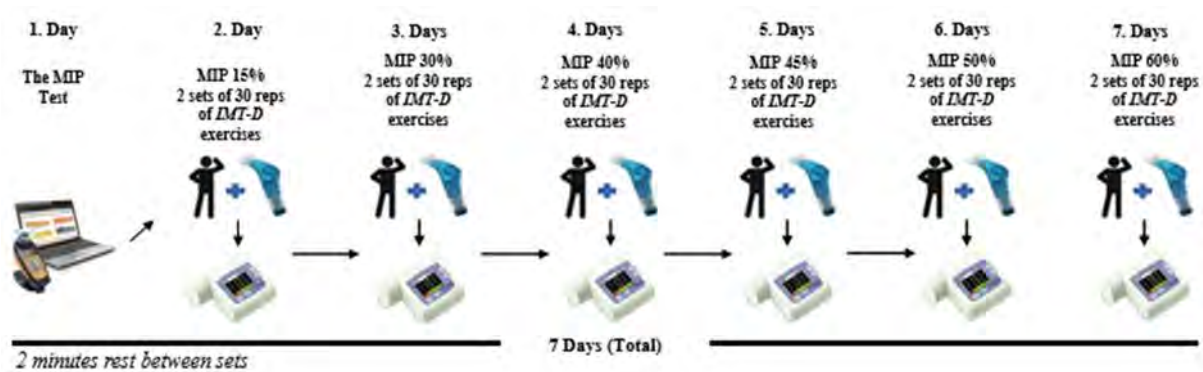 1. Day
The MIP
Test
2. Day
MIP 15%
2 sets of 30 reps
of IMT-D
exercises
3. Days
MIP 30%
2 sets of 30 reps
of IMT-D
exercises
4. Days
MIP 40%
2 sets of 30 reps
of IMT-D
exercises
5. Days
MIP 45%
2 sets of 30 reps
of IMT-D
exercises
6. Days
MIP 50%
2 sets of 30 reps
of IMT-D
exercises
7. Days
MIP 60%
2 sets of 30 reps
of IMT-D
exercises
7 Days (Total)
2 minutes rest between sets